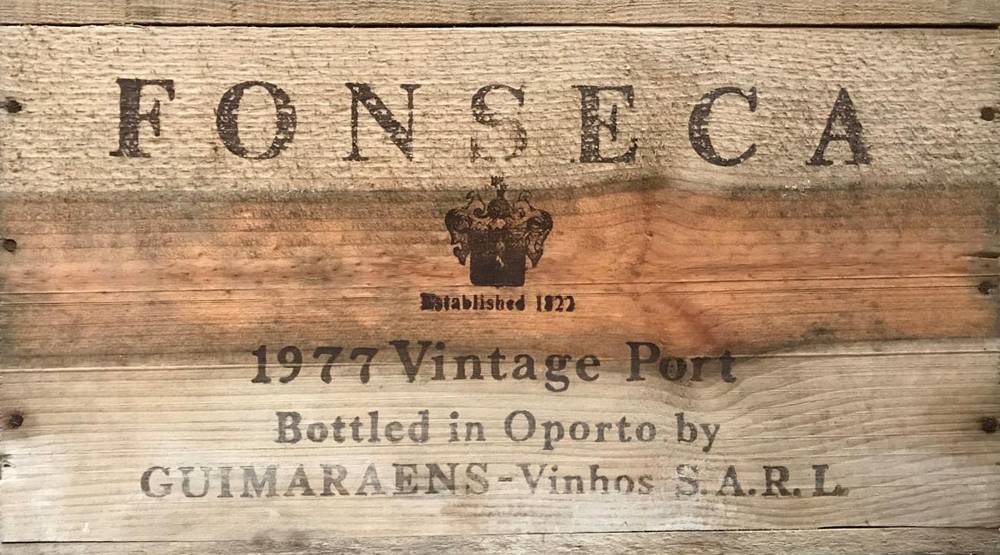 FONSECA
Established 1822
1977 Vintage Port
Bottled in Oporto by
GUIMARAENS-Vinhos S.A.R.L